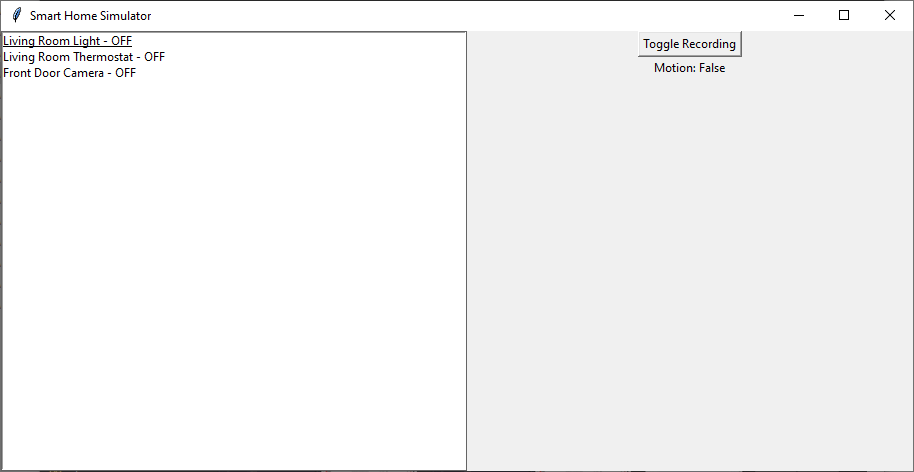 Smart Home Simulator
Living Room Light - OFF
Living Room Thermostat - OFF
Front Door Camera - OFF
Toggle Recording
Motion: False